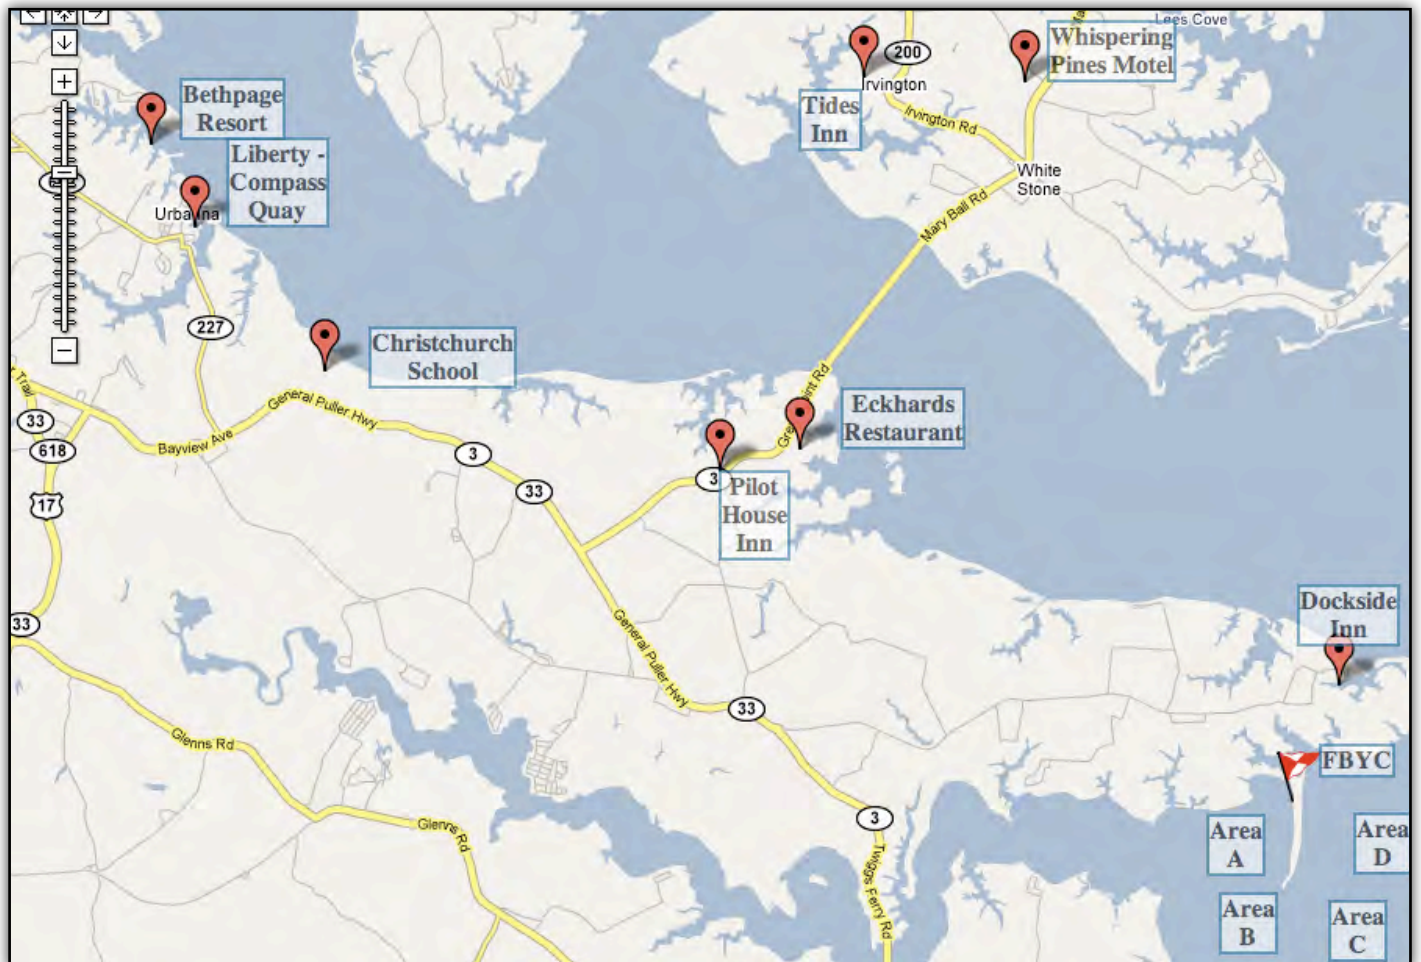 Lees Cove
Whispering
Pines Motel
200
Irvington
Tides
Inn
Irvington Rd
White
Stone
Mary Ball Rd
Bethpage
Resort
Liberty -
Compass
Quay
Urbanna
227
Christchurch
School
General Puller Hwy
Trail
33
618
17
Bayview Ave
3
33
Eckhards
Restaurant
3
Pilot
House
Inn
33
General Puller Hwy
33
Dockside
Inn
Glenns Rd
FBYC
Glenns Rd
3
Twiggs Ferry Rd
Area
A
Area
D
Area
B
Area
C